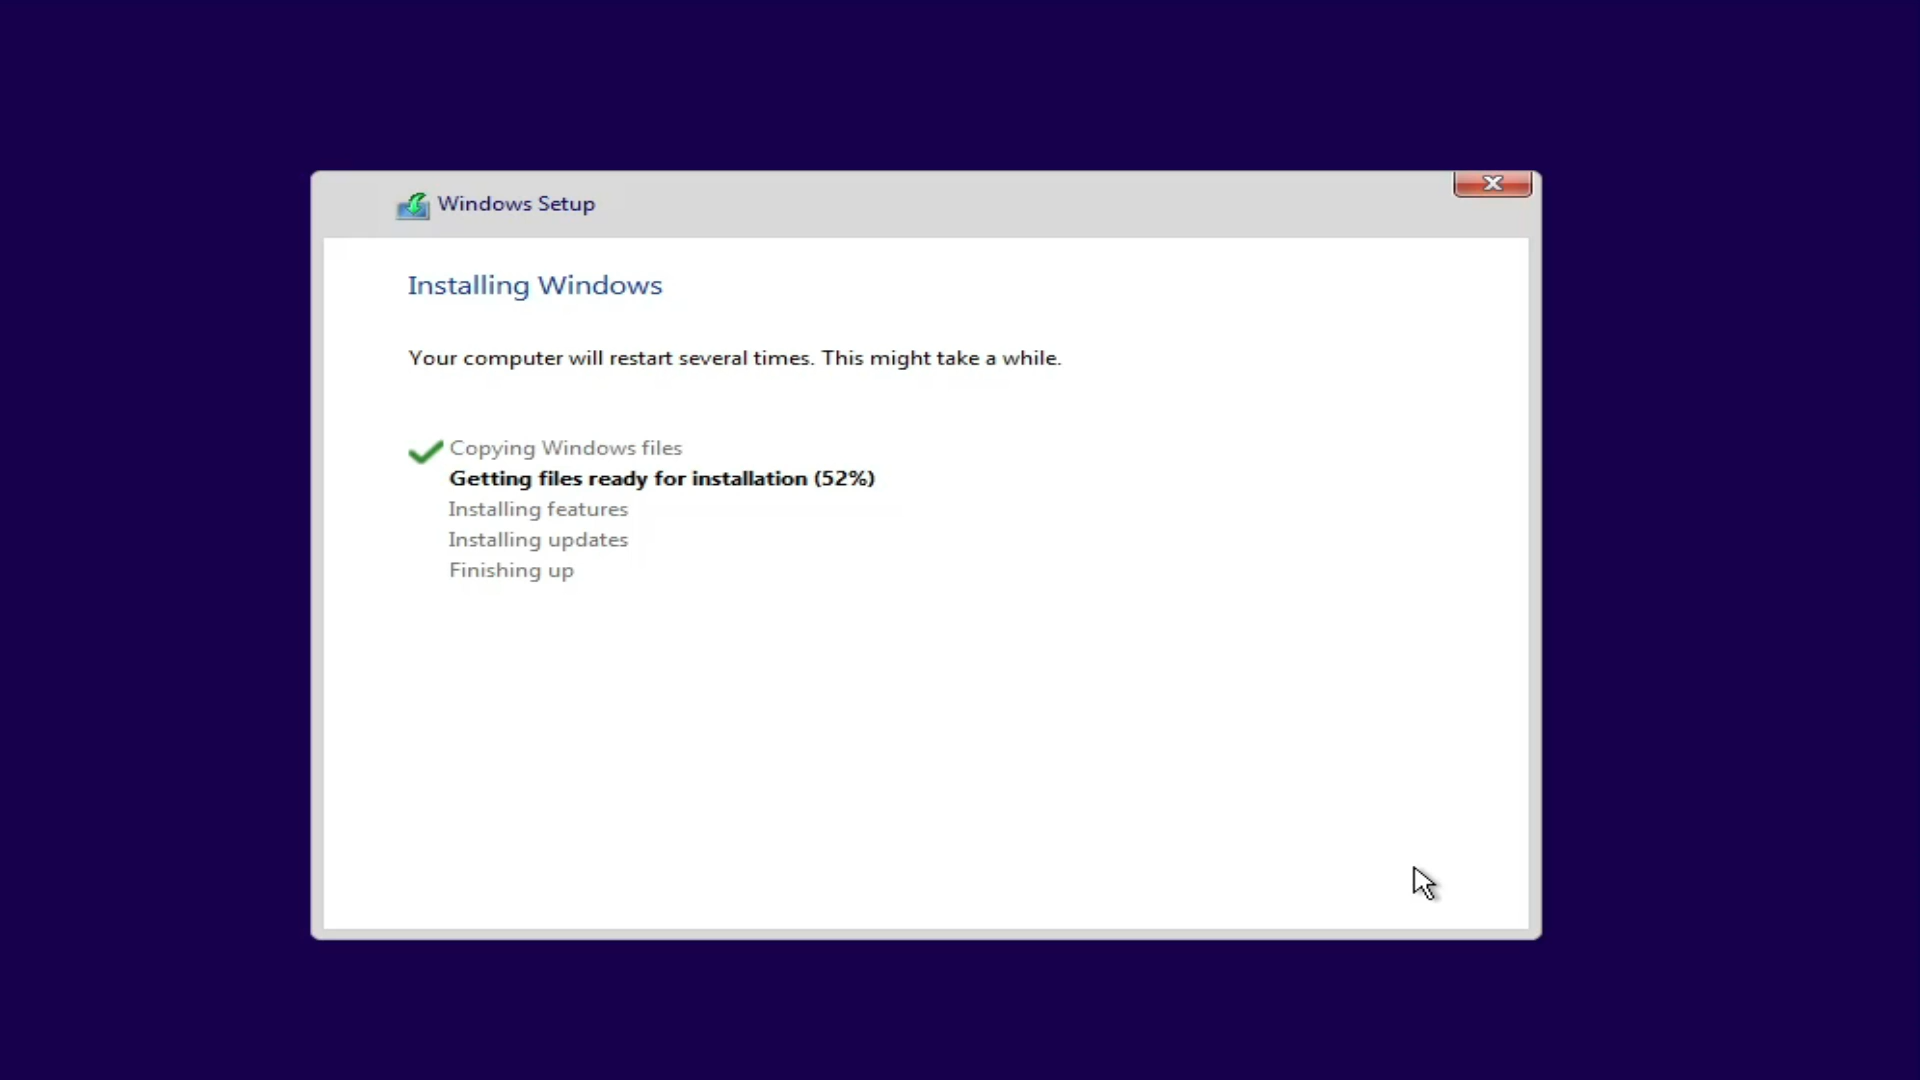 Windows Setup
Installing Windows
Your computer will restart several times. This might take a while.
Copying Windows files
Getting files ready for installation (52%)
Installing features
Installing updates
Finishing up